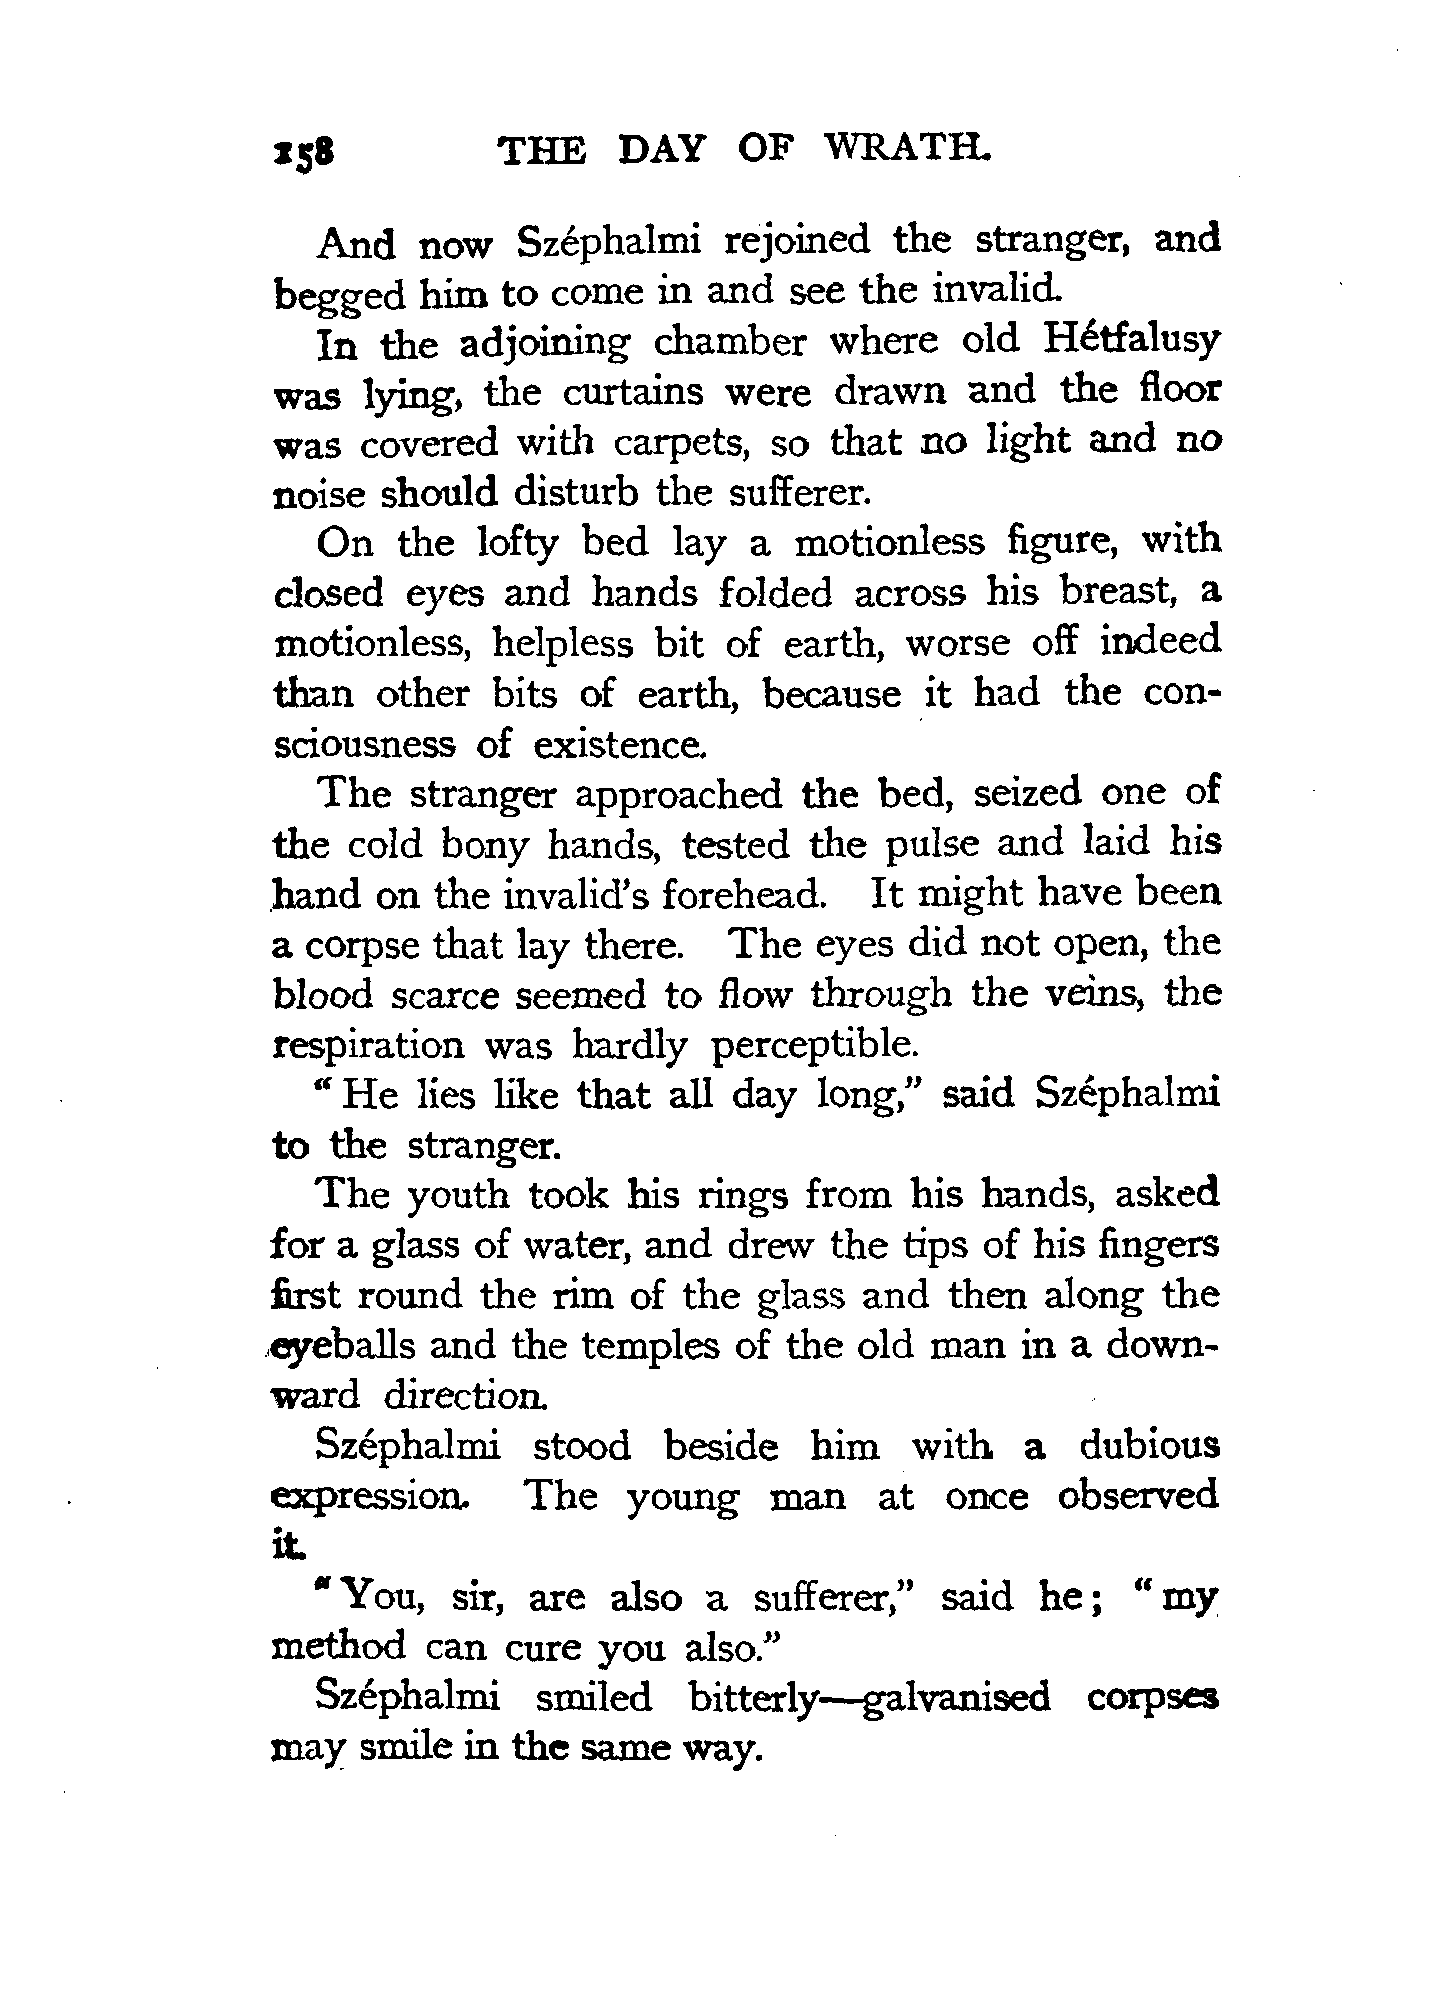 158 THE DAY OF WRATH.
And now Széphalmi rejoined the stranger, and
begged him to come in and see the invalid.
In the adjoining chamber where old Hétfalusy
was lying, the curtains were drawn and the floor
was covered with carpets, so that no light and no
noise should disturb the sufferer.
On the lofty bed lay a motionless figure, with
closed eyes and hands folded across his breast, a
motionless, helpless bit of earth, worse off indeed
than other bits of earth, because it had the con-
sciousness of existence.
The stranger approached the bed, seized one of
the cold bony hands, tested the pulse and laid his
hand on the invalid's forehead. It might have been
a corpse that lay there. The eyes did not open, the
blood scarce seemed to flow through the veins, the
respiration was hardly perceptible.
"He lies like that all day long," said Széphalmi
to the stranger.
The youth took his rings from his hands, asked
for a glass of water, and drew the tips of his fingers
first round the rim of the glass and then along the
eyeballs and the temples of the old man in a down-
ward direction.
Széphalmi stood beside him with a dubious
expression. The young man at once observed
it.
"You, sir, are also a sufferer," said he; "my
method can cure you also."
Széphalmi smiled bitterly—galvanised corpses
may smile in the same way.